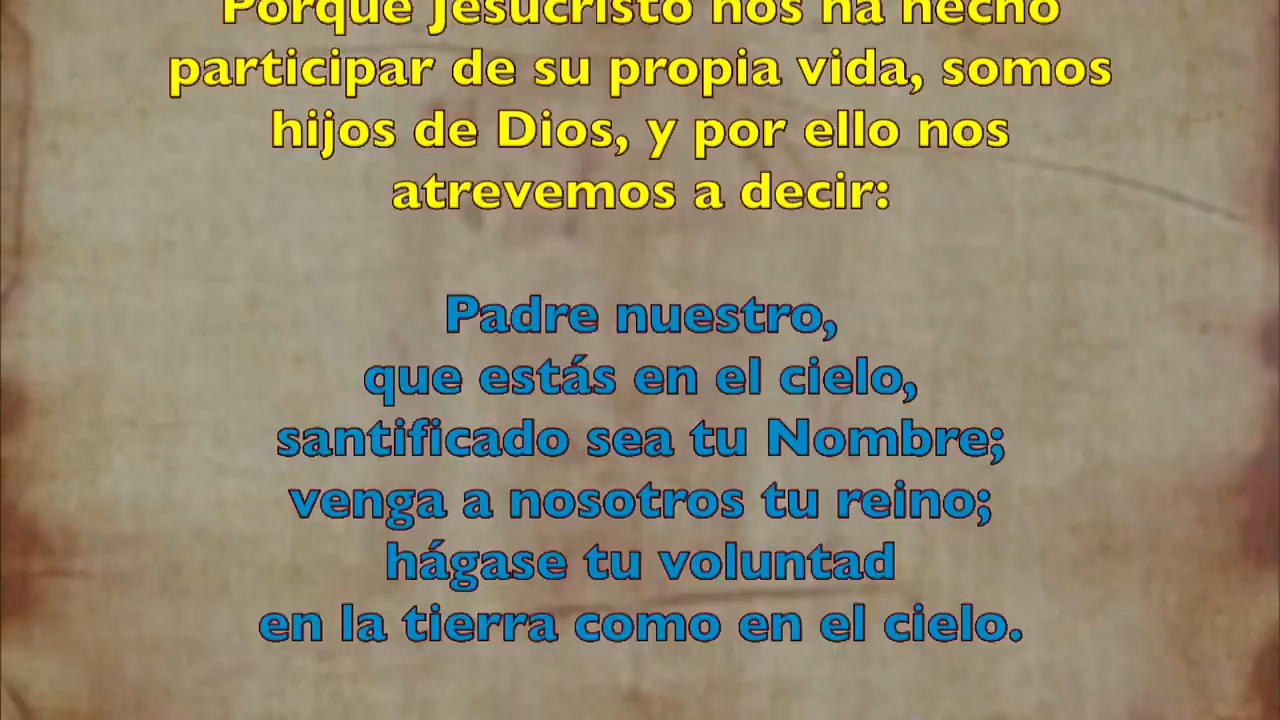 Porque Jesucristo nos ha hecho
participar de su propia vida, somos
hijos de Dios, y por ello nos
atrevemos a decir:
Padre nuestro,
que estás en el cielo,
santificado sea tu Nombre;
venga a nosotros tu reino;
hágase tu voluntad
en la tierra como en el cielo.